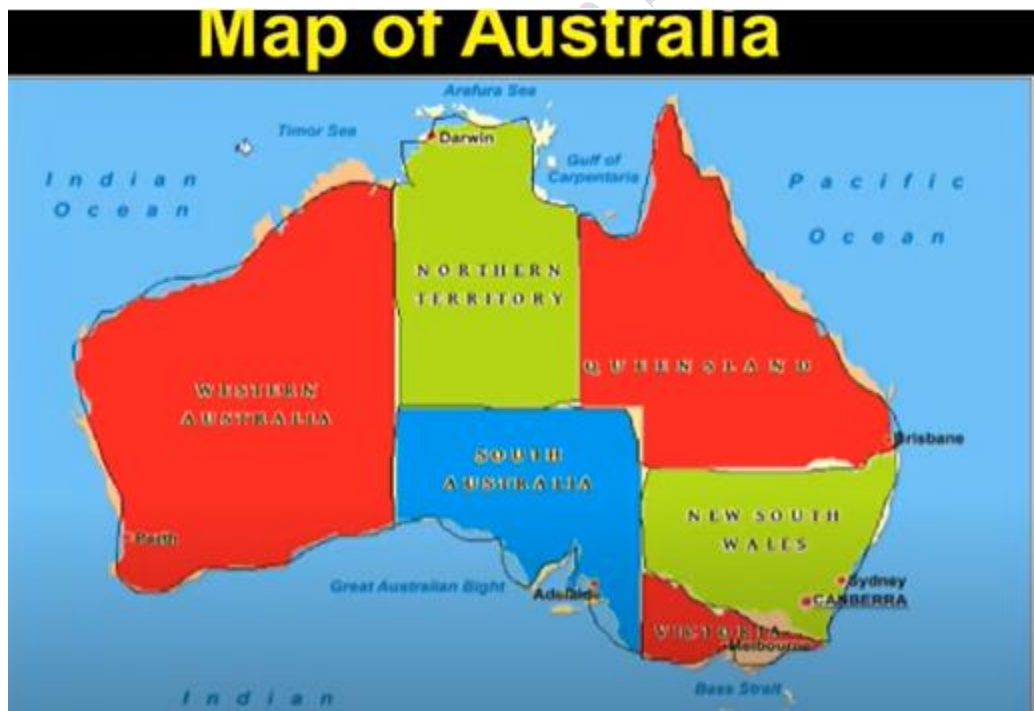 Map of Australia
Arafura Sea
Timor Sea
Darwin
Gulf of
Carpentaria
Indian
Ocean
Pacific
Ocean
NORTHERN
TERRITORY
QUEENSLAND
WESTERN
AUSTRALIA
Brisbane
SOUTH
AUSTRALIA
NEW SOUTH
WALES
Perth
Great Australian Bight
Adelaid
Sydney
CANBERRA
VICTORIA
Melbourne
Bass Strait
Indian